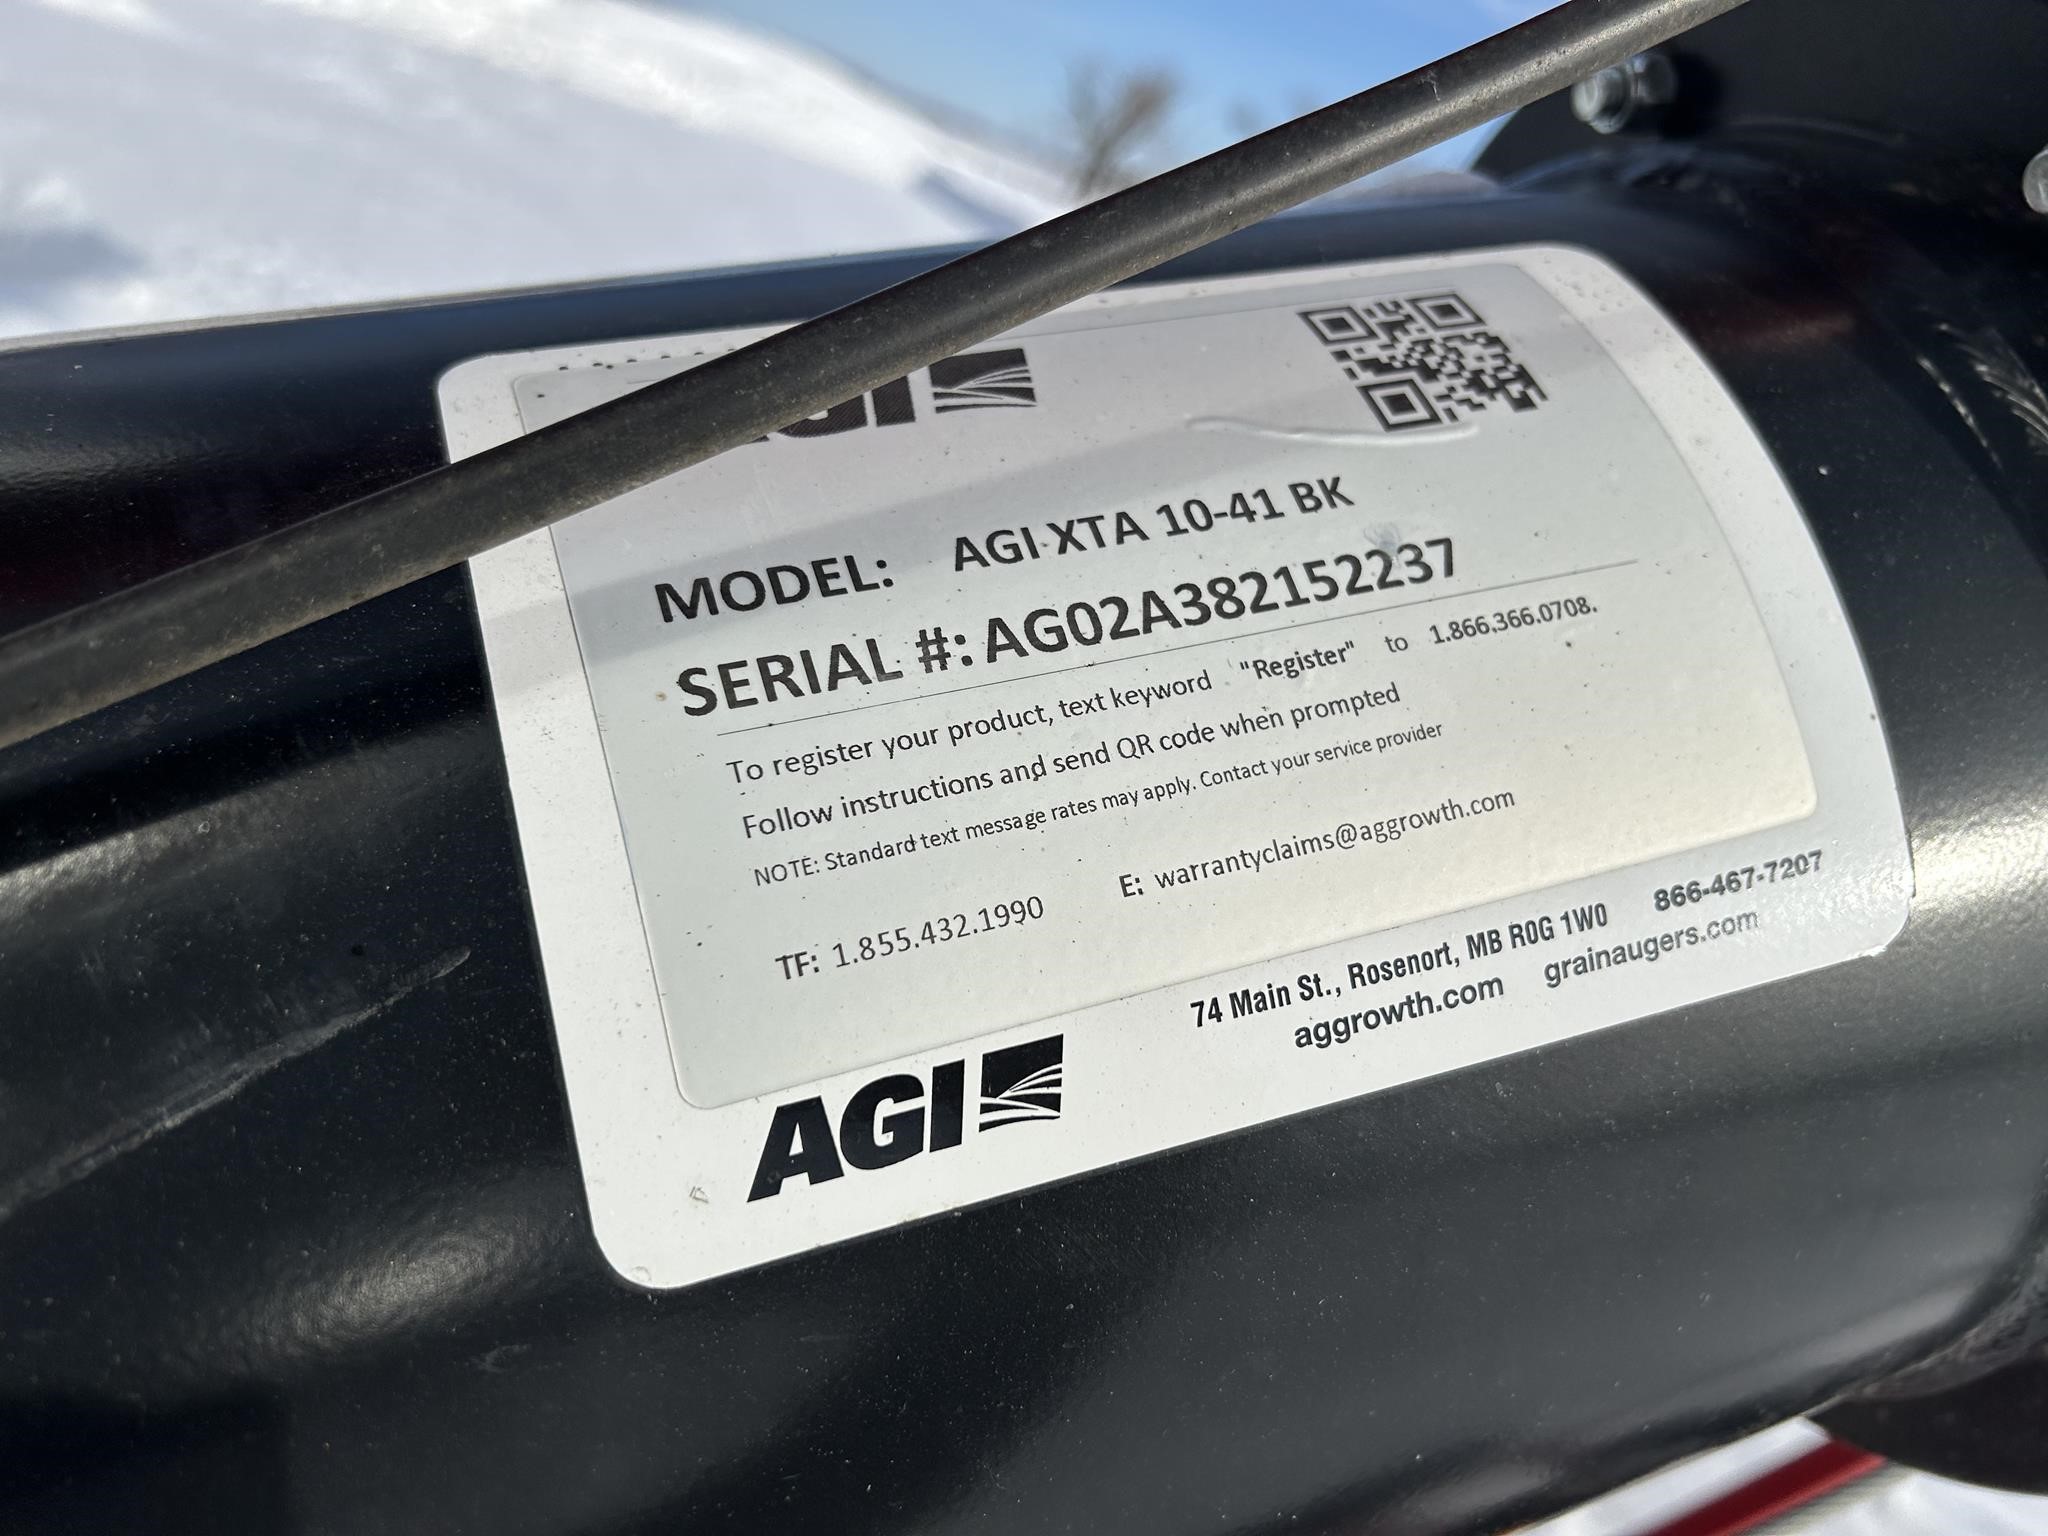 AGI
MODEL: AGI XTA 10-41 BK
SERIAL #: AG02A382152237
To register your product, text keyword "Register" to 1.866.366.0708.
Follow instructions and send QR code when prompted
NOTE: Standard text message rates may apply. Contact your service provider
TF: 1.855.432.1990 E: warrantyclaims@aggrowth.com
AGI
74 Main St., Rosenort, MB R0G 1W0 866-467-7207
aggrowth.com grainaugers.com